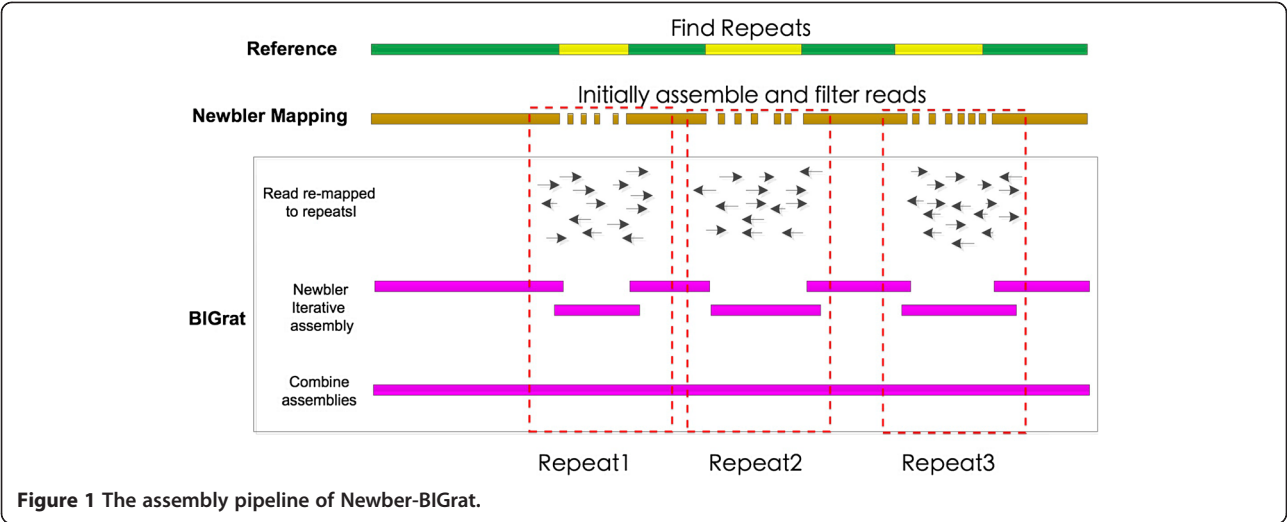 Find Repeats
Reference
Initially assemble and filter reads
Newbler Mapping
Read re-mapped
to repeatsl
Newbler
Iterative
assembly
BIGrat
Combine
assemblies
Repeat1
Repeat2
Repeat3
Figure 1 The assembly pipeline of Newber-BIGrat.